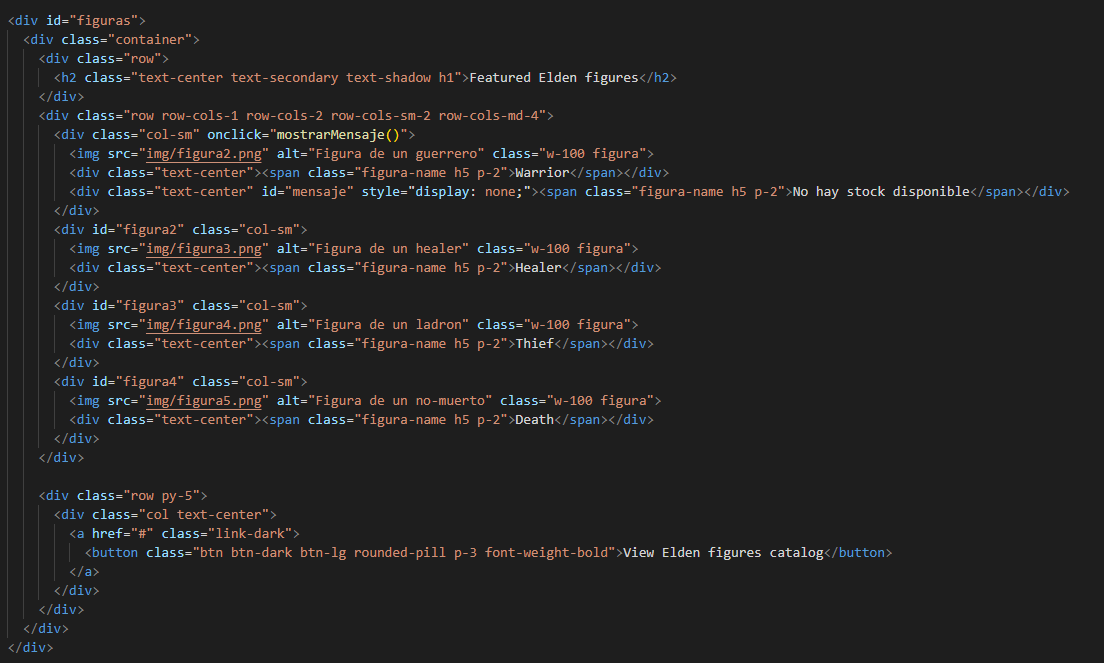 <div id="figuras">
<div class="container">
<div class="row">
<h2 class="text-center text-secondary text-shadow h1">Featured Elden figures</h2>
</div>
<div class="row row-cols-1 row-cols-2 row-cols-sm-2 row-cols-md-4">
<div class="col-sm" onclick="mostrarMensaje()">
<img src="img/figura2.png" alt="Figura de un guerrero" class="w-100 figura">
<div class="text-center"><span class="figura-name h5 p-2">Warrior</span></div>
<div class="text-center" id="mensaje" style="display: none;"><span class="figura-name h5 p-2">No hay stock disponible</span></div>
</div>
<div id="figura2" class="col-sm">
<img src="img/figura3.png" alt="Figura de un healer" class="w-100 figura">
<div class="text-center"><span class="figura-name h5 p-2">Healer</span></div>
</div>
<div id="figura3" class="col-sm">
<img src="img/figura4.png" alt="Figura de un ladron" class="w-100 figura">
<div class="text-center"><span class="figura-name h5 p-2">Thief</span></div>
</div>
<div id="figura4" class="col-sm">
<img src="img/figura5.png" alt="Figura de un no-muerto" class="w-100 figura">
<div class="text-center"><span class="figura-name h5 p-2">Death</span></div>
</div>
</div>
<div class="row py-5">
<div class="col text-center">
<a href="#" class="link-dark">
<button class="btn btn-dark btn-lg rounded-pill p-3 font-weight-bold">View Elden figures catalog</button>
</a>
</div>
</div>
</div>
</div>